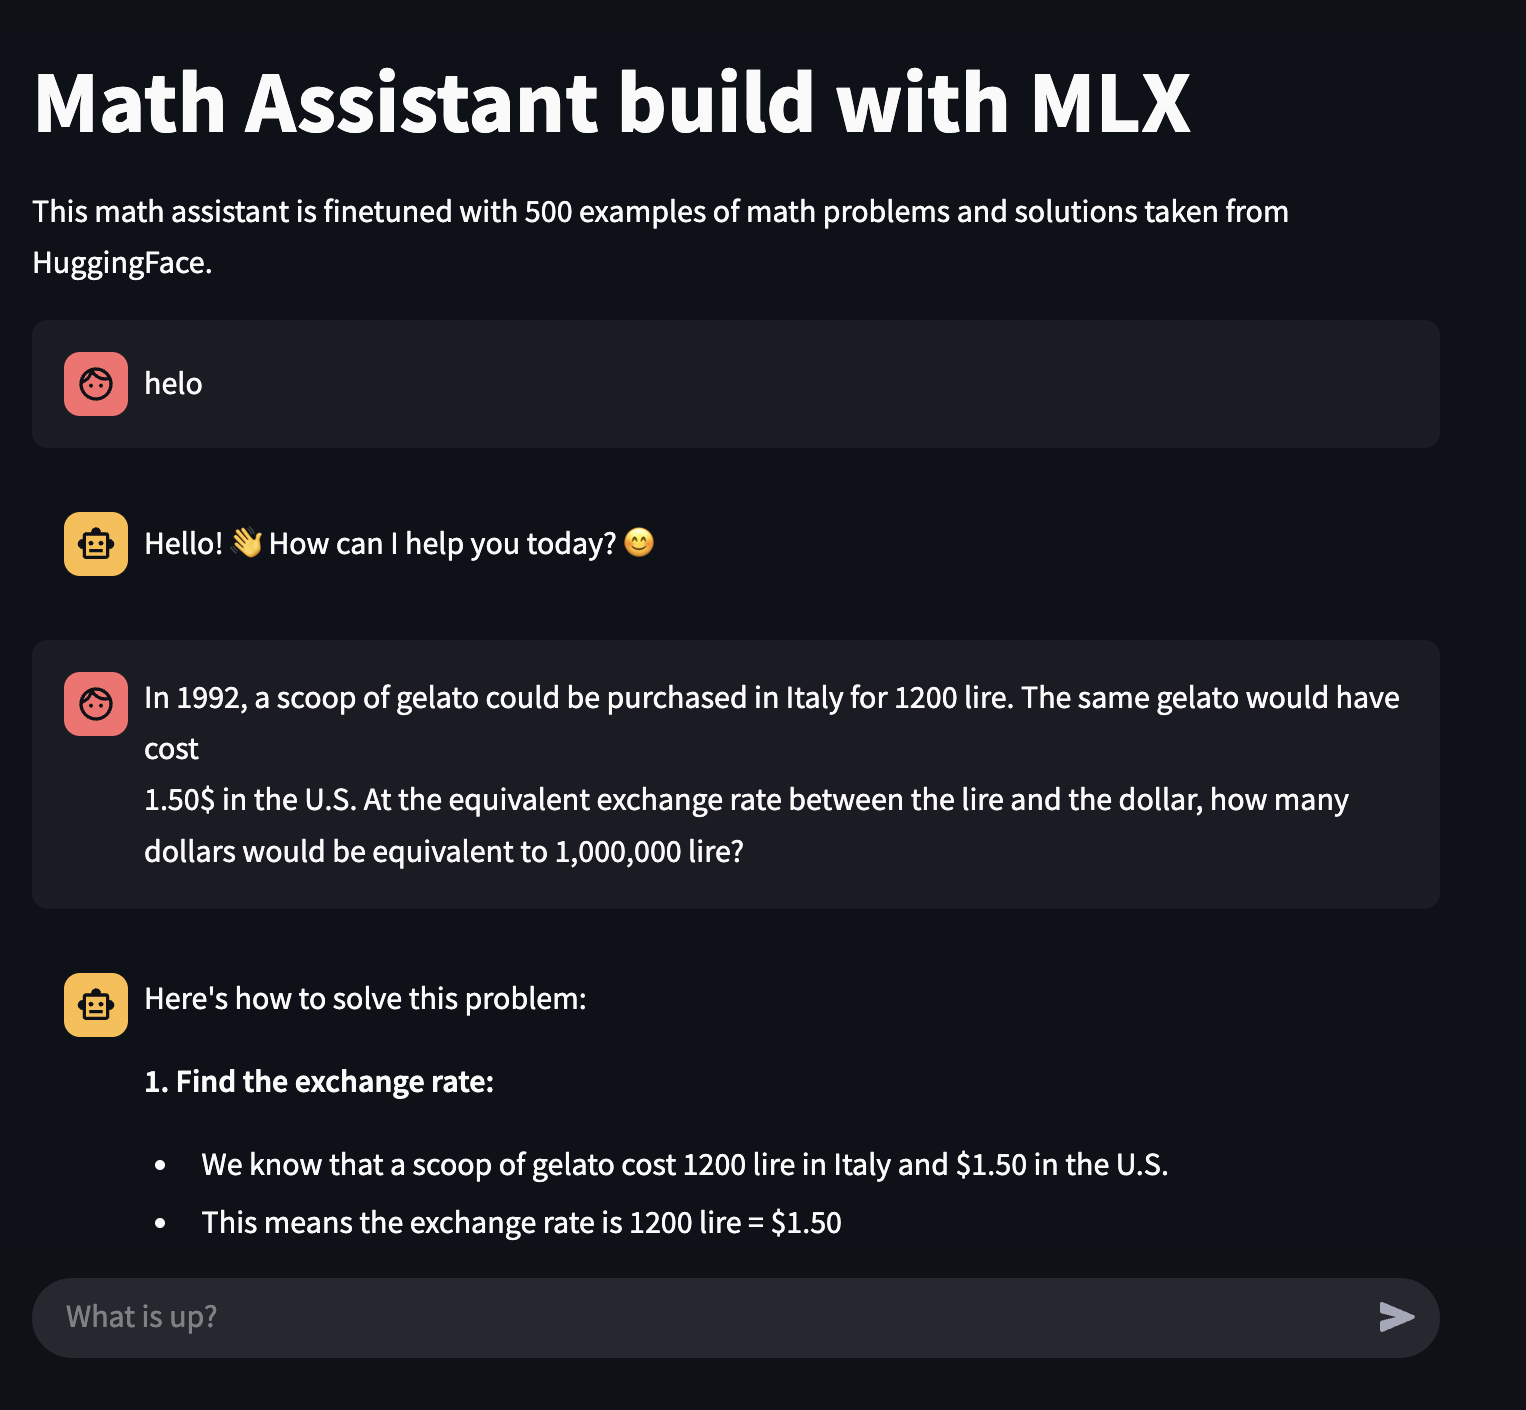 Math Assistant build with MLX
This math assistant is finetuned with 500 examples of math problems and solutions taken from
HuggingFace.
helo
Hello! 👋 How can I help you today? 😊
In 1992, a scoop of gelato could be purchased in Italy for 1200 lire. The same gelato would have
cost
1.50$ in the U.S. At the equivalent exchange rate between the lire and the dollar, how many
dollars would be equivalent to 1,000,000 lire?
Here's how to solve this problem:
1. Find the exchange rate:
• We know that a scoop of gelato cost 1200 lire in Italy and $1.50 in the U.S.
• This means the exchange rate is 1200 lire = $1.50
What is up?